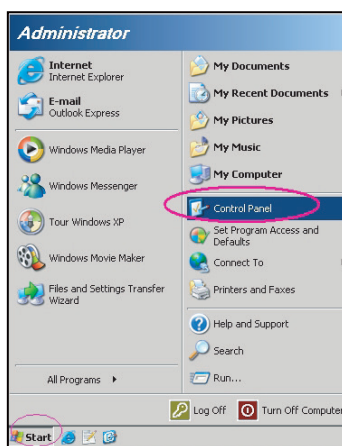 Administrator
Internet
Internet Explorer
E-mail
Outlook Express
Windows Media Player
Windows Messenger
Tour Windows XP
Windows Movie Maker
Files and Settings Transfer
Wizard
All Programs
My Documents
My Recent Documents
My Pictures
My Music
My Computer
Control Panel
Set Program Access and
Defaults
Connect To
Printers and Faxes
Help and Support
Search
Run...
Log Off
Turn Off Computer
Start